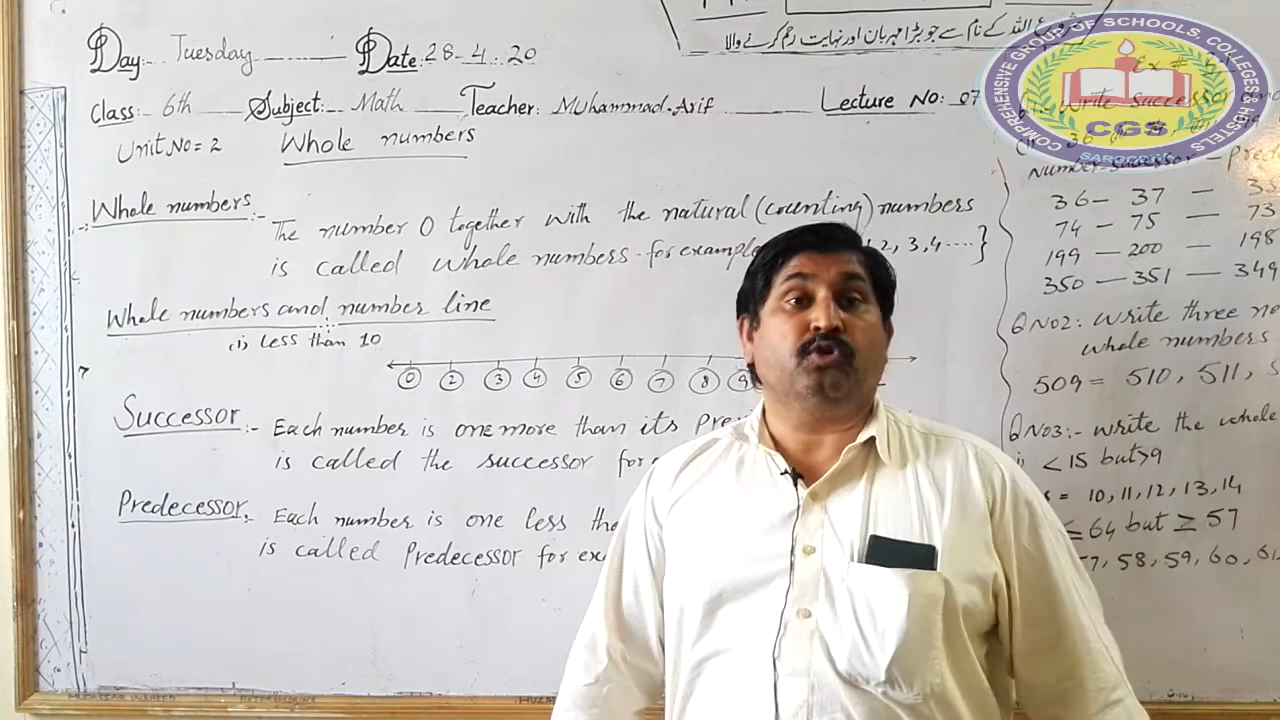 شروع اللہ کے نام سے جو بڑا مہربان اور نہایت رحم کرنے والا
Day:- Tuesday Date: 28-4-20
Class:- 6th Subject:- Math Teacher: Muhammad Arif Lecture No: 07
Unit No = 2 Whole numbers
Whole numbers:- The number 0 together with the natural (counting) numbers
is called whole numbers - for example 2, 3, 4 ---- }
Whole numbers and number line
(i) less than 10
0 2 3 4 5 6 7 8 9
Successor:- Each number is one more than its
is called the successor
Predecessor:- Each number is one less
is called Predecessor for
COMPREHENSIVE GROUP OF SCHOOLS, COLLEGES & HOSTELS
CGS
SARGODHA
Ex #
Write Successor
Number - Sucessor -
36 - 37 - 35
74 - 75 - 73
199 - 200 - 198
350 - 351 - 349
Q No2: Write three
whole numbers
509 = 510, 511,
Q No3:- write the whole
< 15 but > 9
= 10, 11, 12, 13, 14
≤ 64 but ≥ 57
58, 59, 60, 61